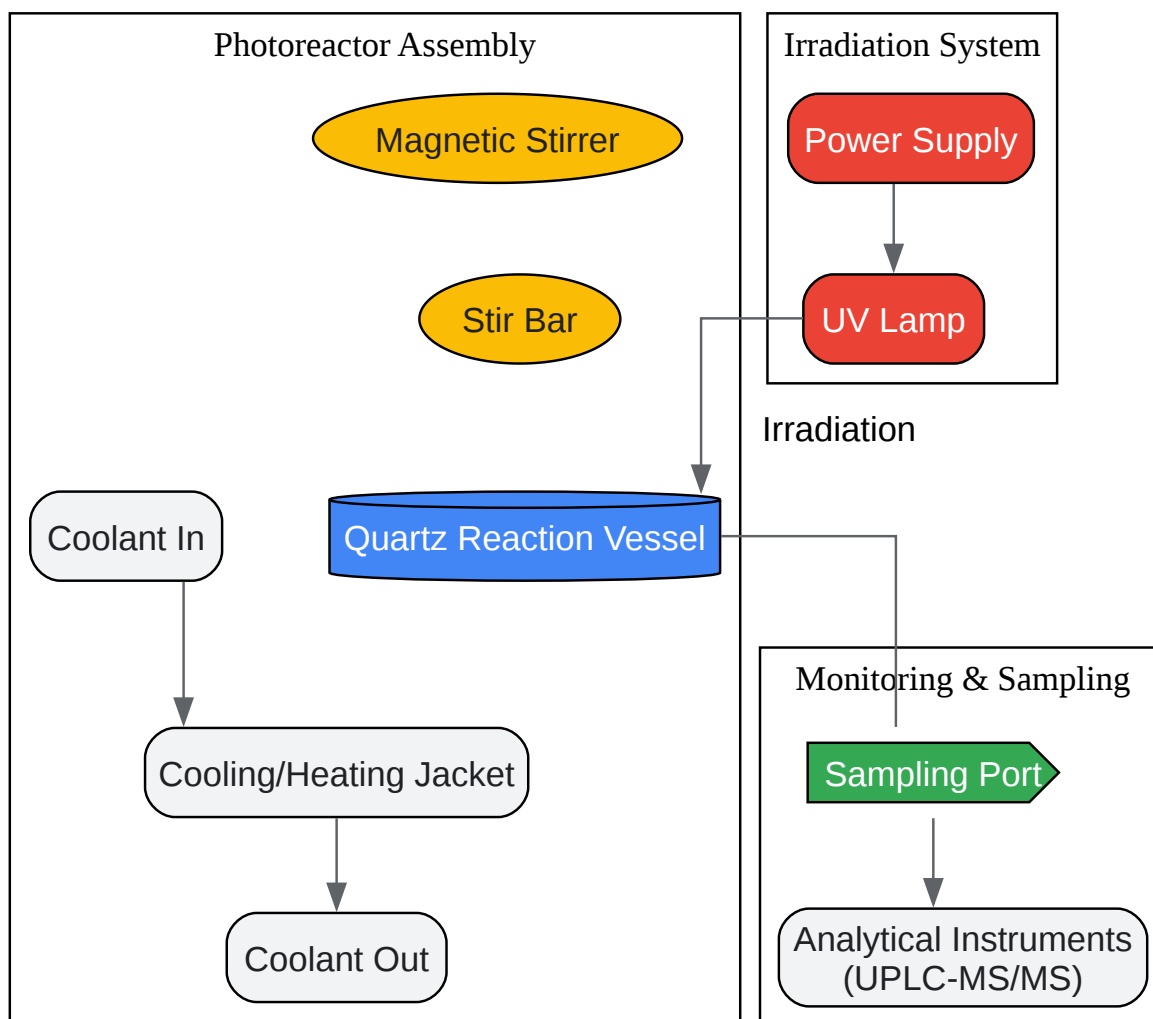 Photoreactor Assembly
Irradiation System
Magnetic Stirrer
Power Supply
Stir Bar
UV Lamp
Irradiation
Coolant In
Quartz Reaction Vessel
Monitoring & Sampling
Cooling/Heating Jacket
Sampling Port
Coolant Out
Analytical Instruments
(UPLC-MS/MS)